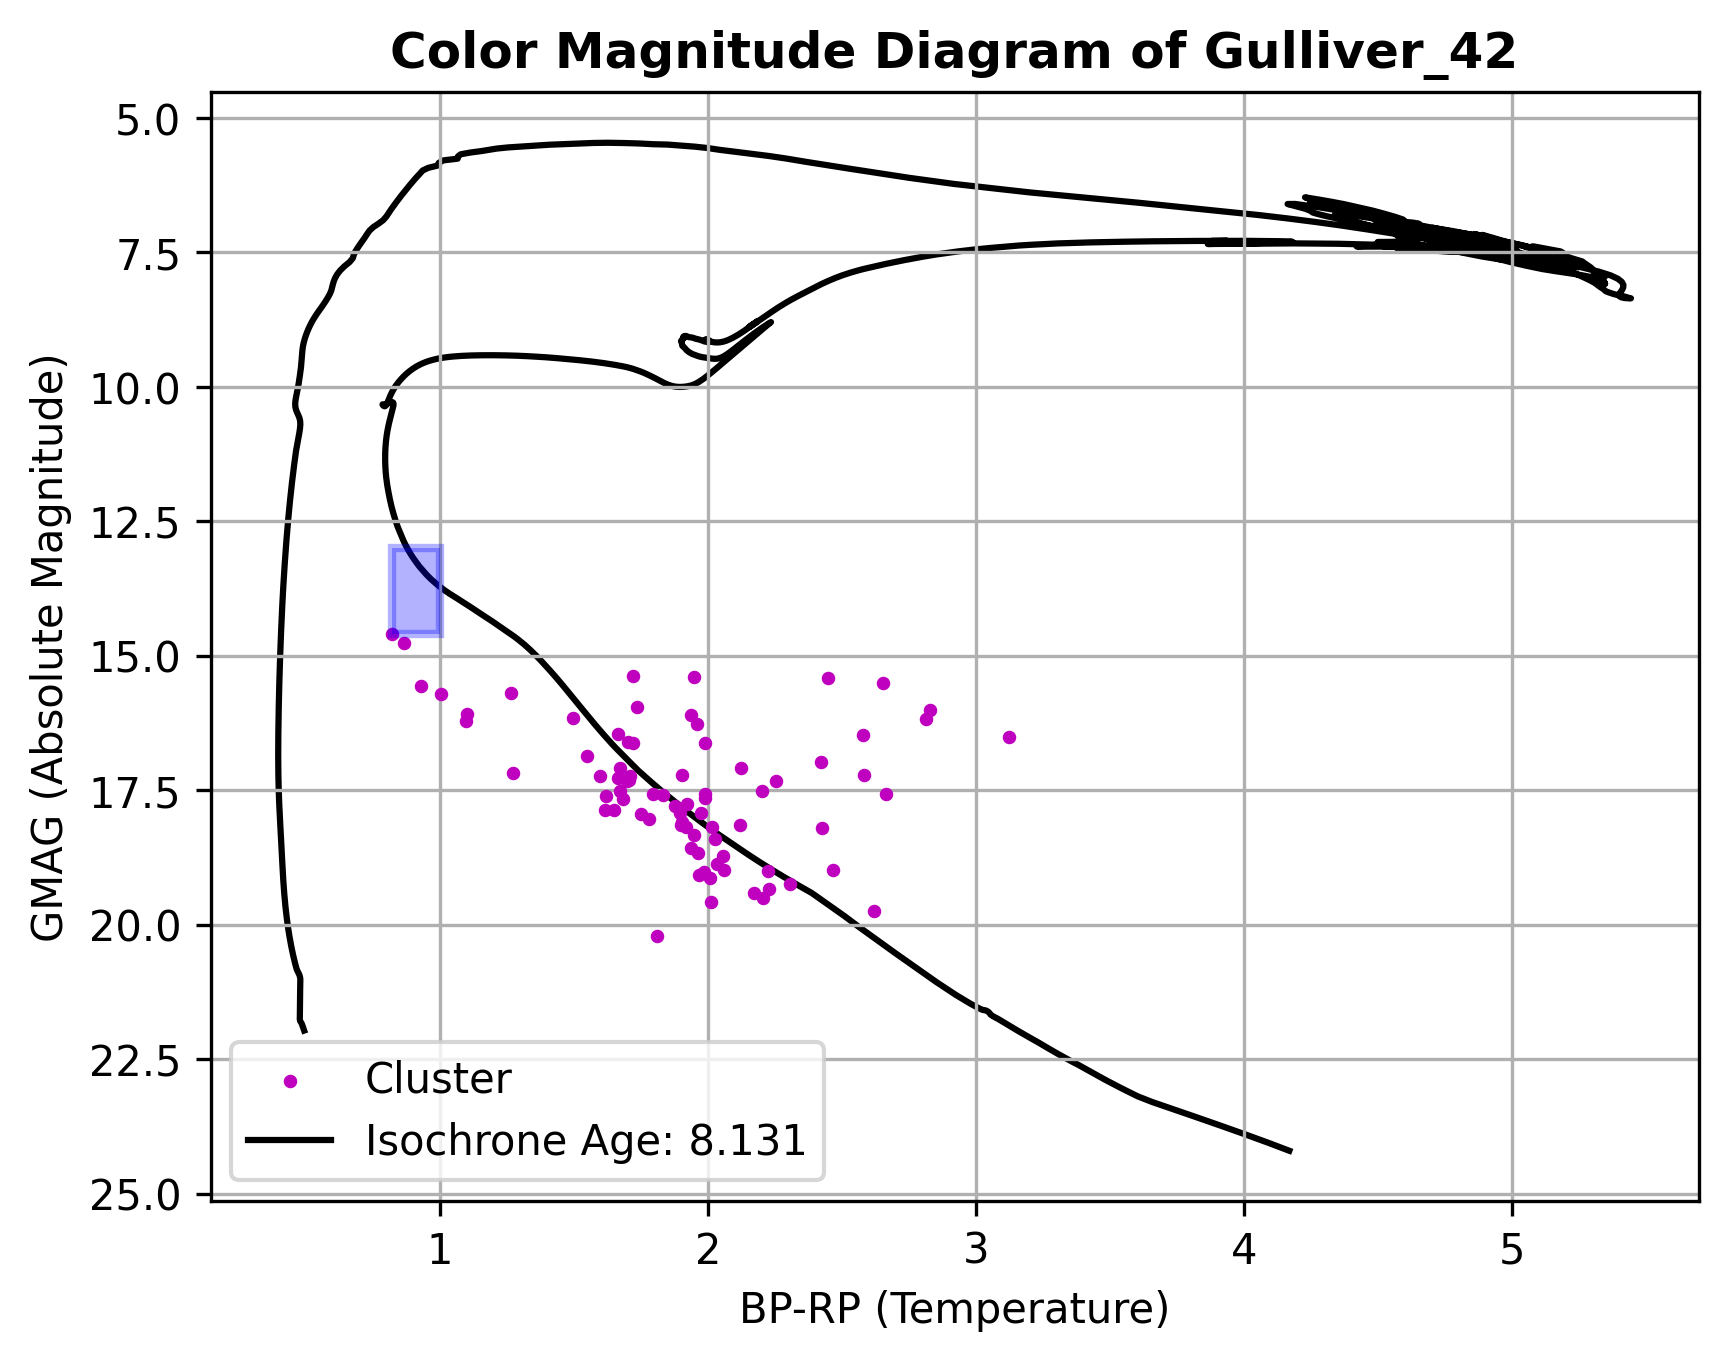 Color Magnitude Diagram of Gulliver_42
GMAG (Absolute Magnitude)
5.0
7.5
10.0
12.5
15.0
17.5
20.0
22.5
25.0
Cluster
Isochrone Age: 8.131
1 2 3 4 5
BP-RP (Temperature)